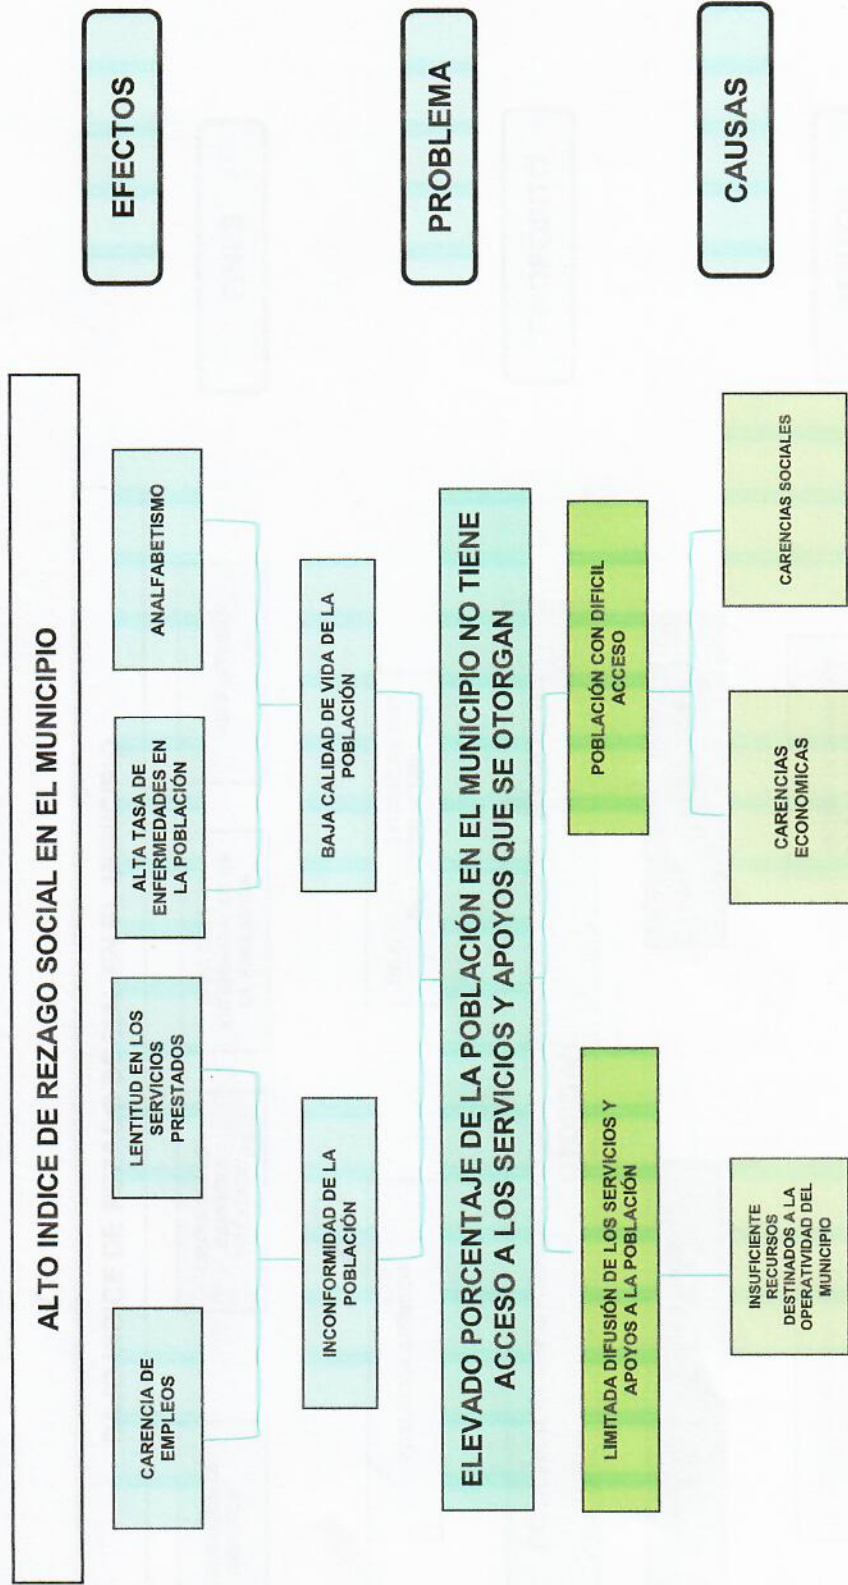 ALTO INDICE DE REZAGO SOCIAL EN EL MUNICIPIO
EFECTOS
CARENCIA DE
EMPLEOS
LENTITUD EN LOS
SERVICIOS
PRESTADOS
ALTA TASA DE
ENFERMEDADES EN
LA POBLACIÓN
ANALFABETISMO
INCONFORMIDAD DE LA
POBLACIÓN
BAJA CALIDAD DE VIDA DE LA
POBLACIÓN
ELEVADO PORCENTAJE DE LA POBLACIÓN EN EL MUNICIPIO NO TIENE
ACCESO A LOS SERVICIOS Y APOYOS QUE SE OTORGAN
PROBLEMA
LIMITADA DIFUSIÓN DE LOS SERVICIOS Y
APOYOS A LA POBLACIÓN
POBLACIÓN CON DIFICIL
ACCESO
INSUFICIENTE
RECURSOS
DESTINADOS A LA
OPERATIVIDAD DEL
MUNICIPIO
CARENCIAS
ECONOMICAS
CARENCIAS SOCIALES
CAUSAS